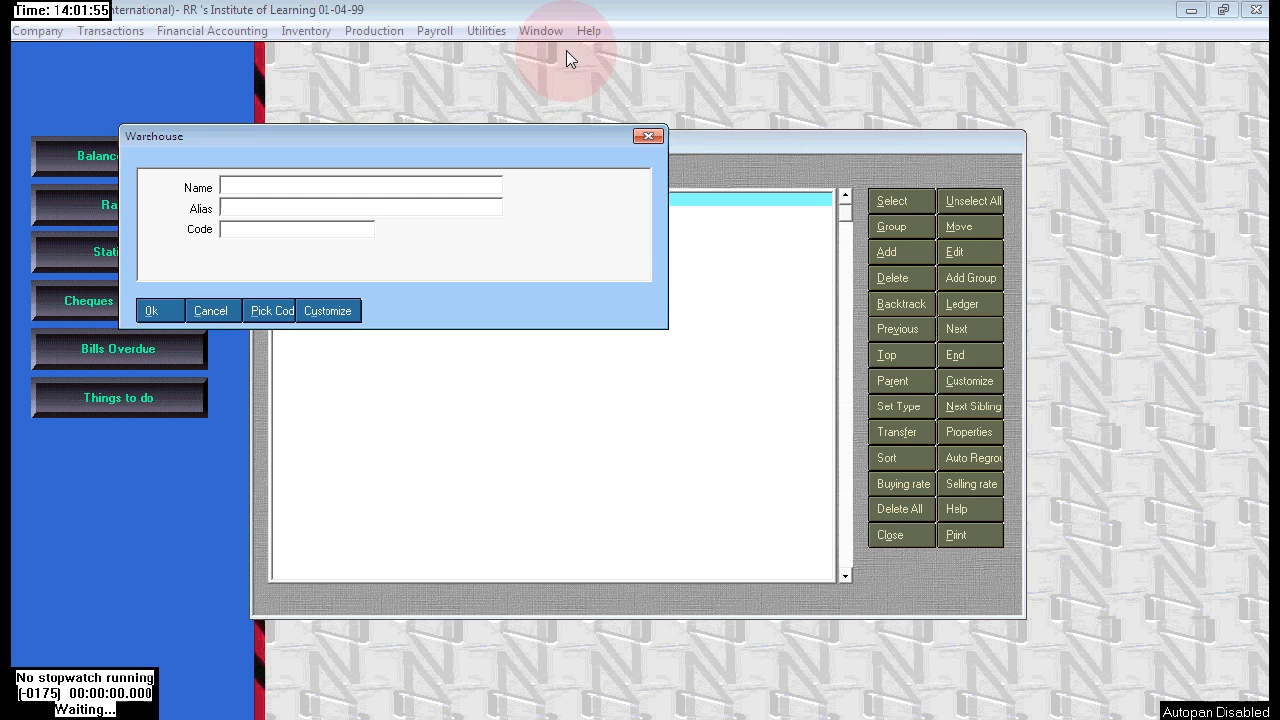 Time: 14:01:55
nternational)- RR 's Institute of Learning 01-04-99
Company Transactions Financial Accounting Inventory Production Payroll Utilities Window Help
Warehouse
Name
Alias
Code
Ok Cancel Pick Cod Customize
Balanc
Ra
Stati
Cheques
Bills Overdue
Things to do
Select Unselect All
Group Move
Add Edit
Delete Add Group
Backtrack Ledger
Previous Next
Top End
Parent Customize
Set Type Next Sibling
Transfer Properties
Sort Auto Regrou
Buying rate Selling rate
Delete All Help
Close Print
No stopwatch running
[-0175] 00:00:00.000
Waiting...
Autopan Disabled